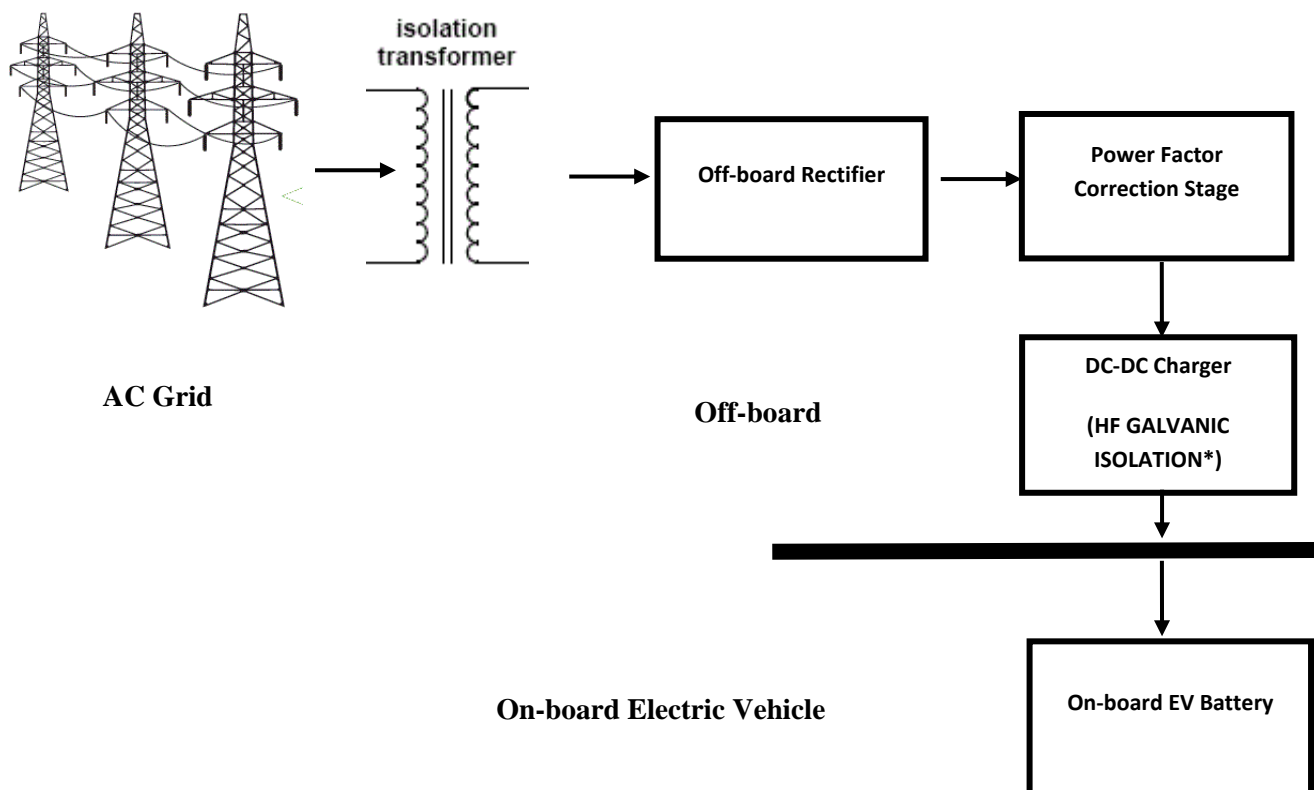 isolation
transformer
Off-board Rectifier
Power Factor
Correction Stage
AC Grid
Off-board
DC-DC Charger
(HF GALVANIC
ISOLATION*)
On-board Electric Vehicle
On-board EV Battery